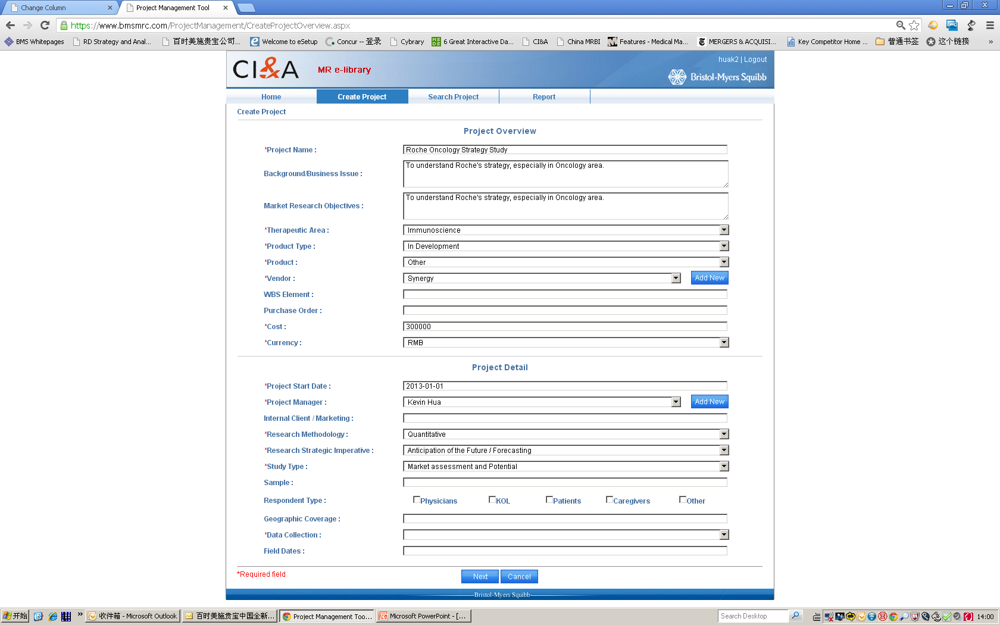 Change Column
Project Management Tool
https://www.bmsmrc.com/ProjectManagement/CreateProjectOverview.aspx
BMS Whitepages
RD Strategy and Anal...
百时美施贵宝公司...
Welcome to eSetup
Concur -- 登录
Cybrary
6 Great Interactive Da...
CI&A
China MRBI
Features - Medical Ma...
MERGERS & ACQUISI...
Key Competitor Home ...
普通书签
这个链接
»
CI&A
MR e-library
huak2 | Logout
Bristol-Myers Squibb
Home
Create Project
Search Project
Report
Create Project
Project Overview
*Project Name :
Roche Oncology Strategy Study
Background/Business Issue :
To understand Roche's strategy, especially in Oncology area.
Market Research Objectives :
To understand Roche's strategy, especially in Oncology area.
*Therapeutic Area :
Immunoscience
*Product Type :
In Development
*Product :
Other
*Vendor :
Synergy
Add New
WBS Element :
Purchase Order :
*Cost :
300000
*Currency :
RMB
Project Detail
*Project Start Date :
2013-01-01
*Project Manager :
Kevin Hua
Add New
Internal Client / Marketing :
*Research Methodology :
Quantitative
*Research Strategic Imperative :
Anticipation of the Future / Forecasting
*Study Type :
Market assessment and Potential
Sample :
Respondent Type :
Physicians
KOL
Patients
Caregivers
Other
Geographic Coverage :
*Data Collection :
Field Dates :
*Required field
Next
Cancel
Bristol-Myers Squibb
开始
»
收件箱 - Microsoft Outlook
百时美施贵宝中国全新...
Project Management Too...
Microsoft PowerPoint - [...
Search Desktop
14:00